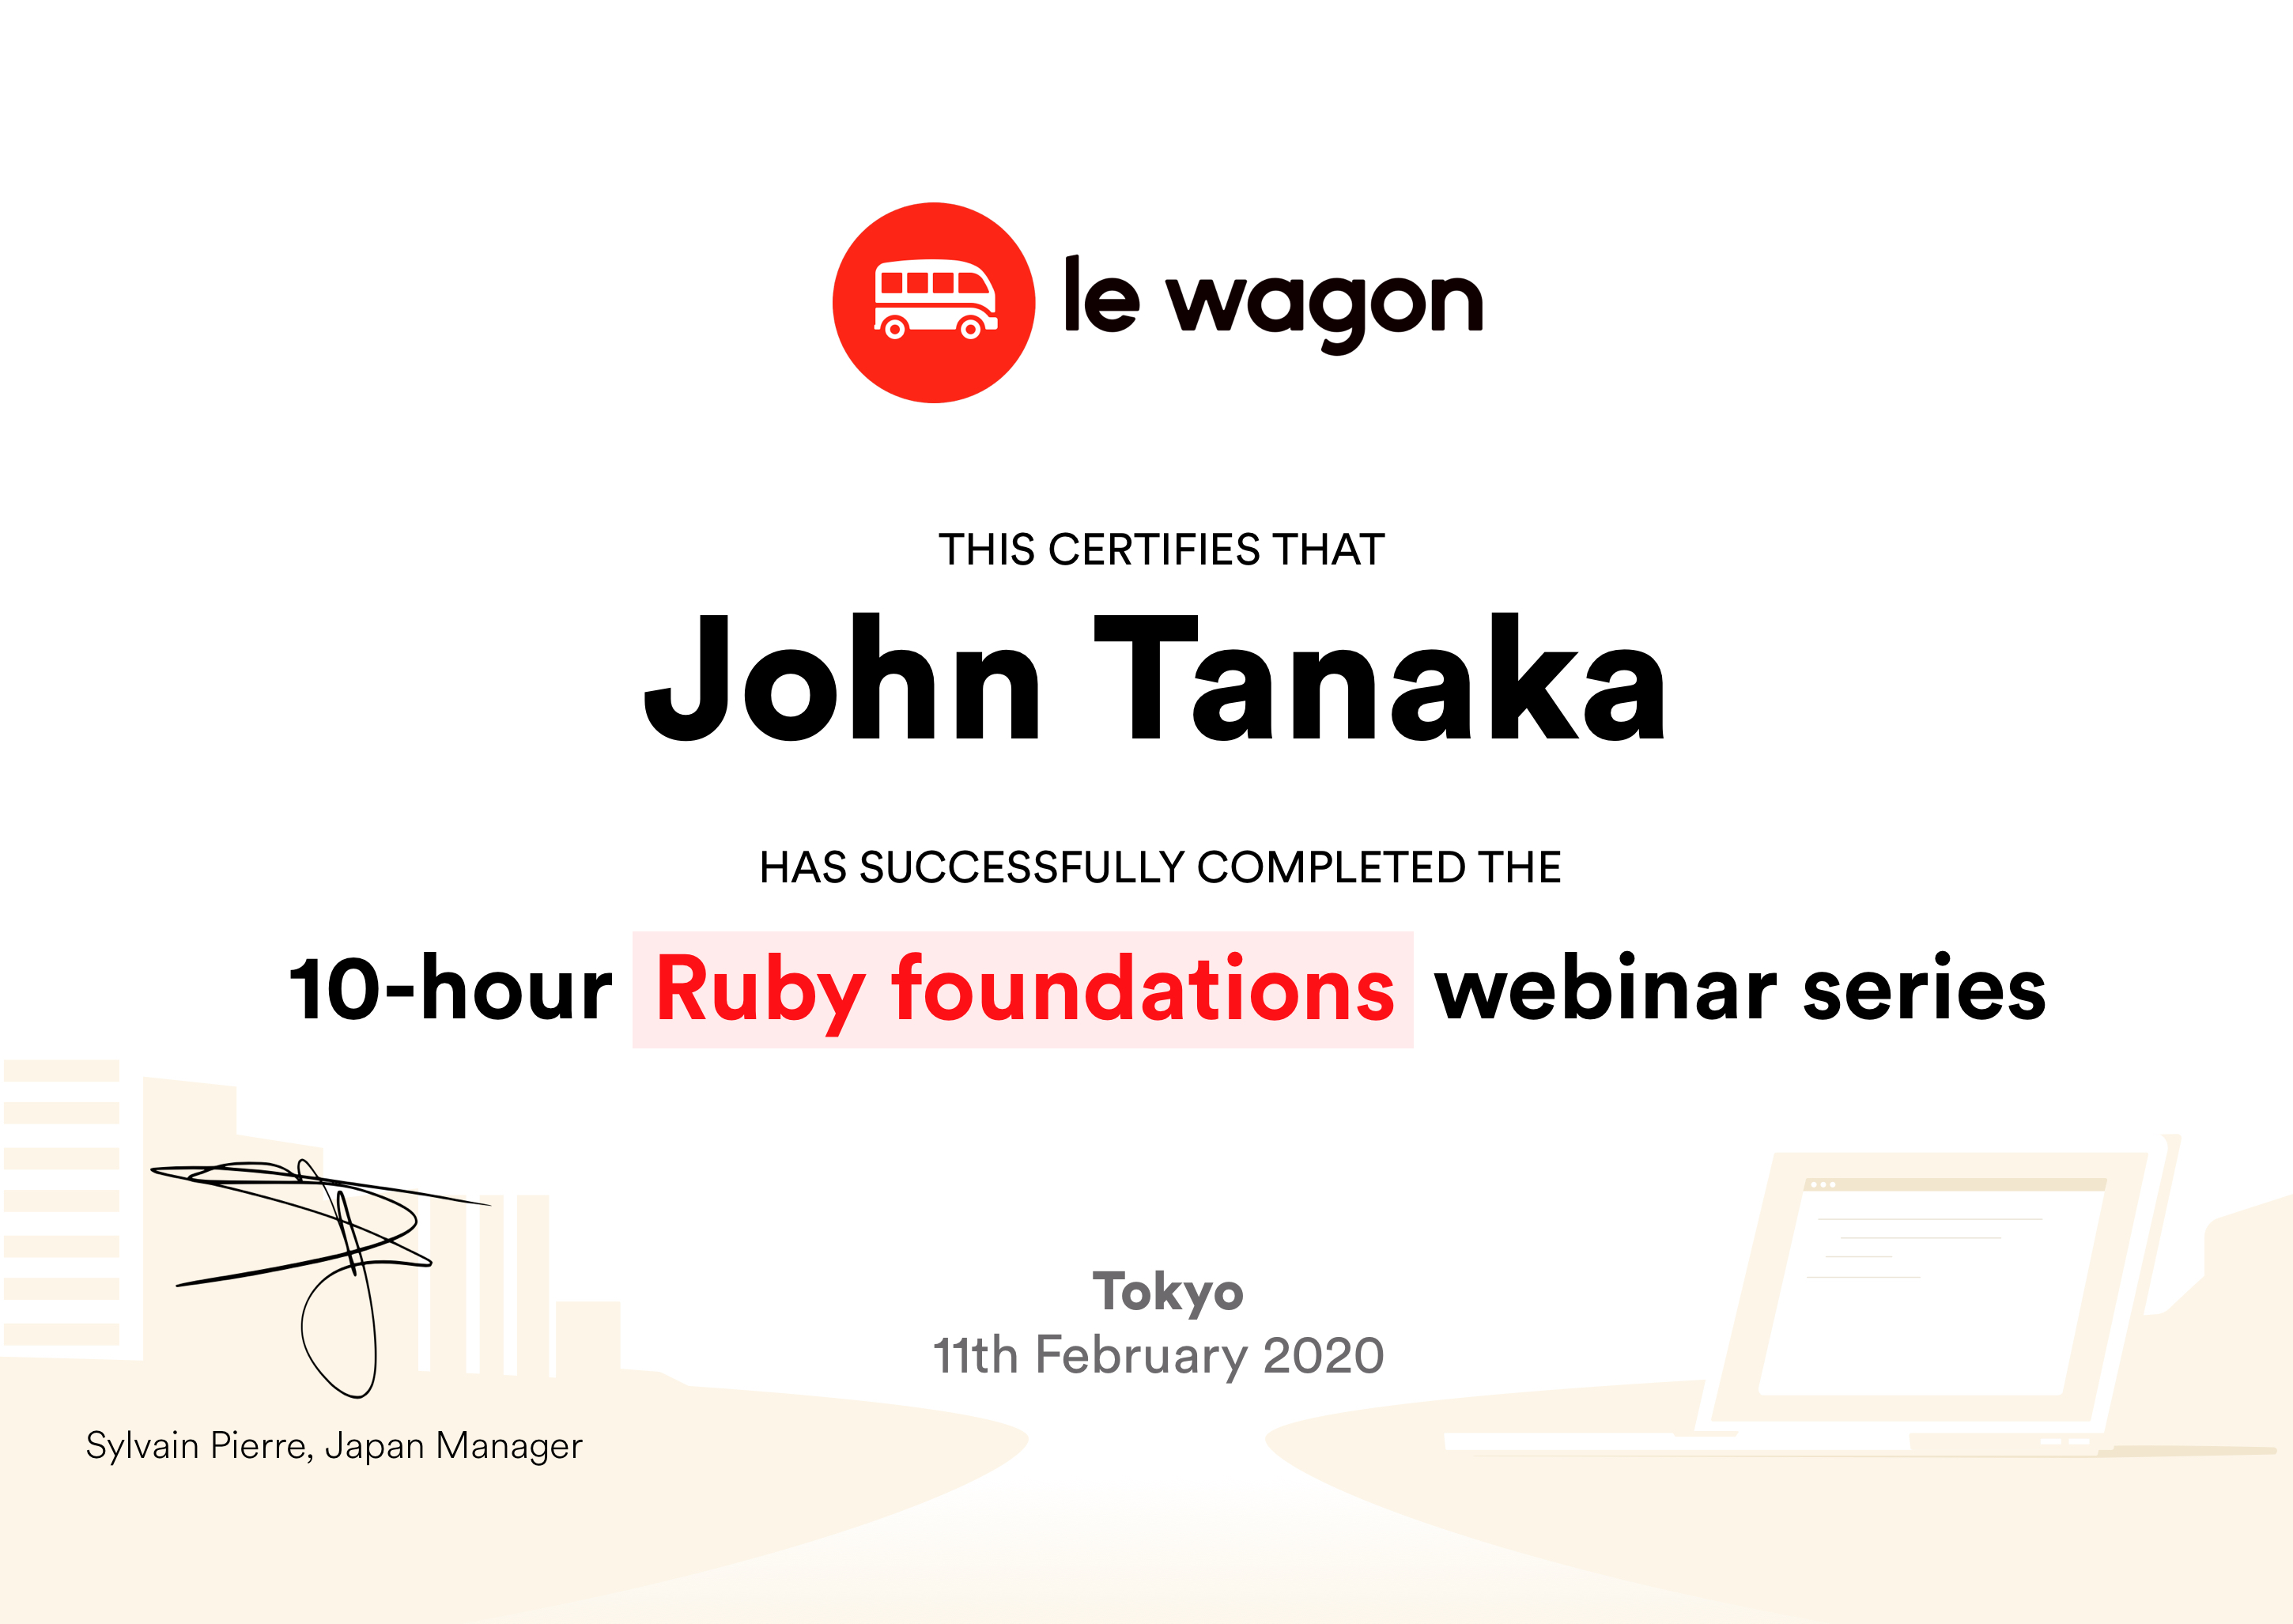 le wagon
THIS CERTIFIES THAT
John Tanaka
HAS SUCCESSFULLY COMPLETED THE
10-hour Ruby foundations webinar series
Tokyo
11th February 2020
Sylvain Pierre, Japan Manager